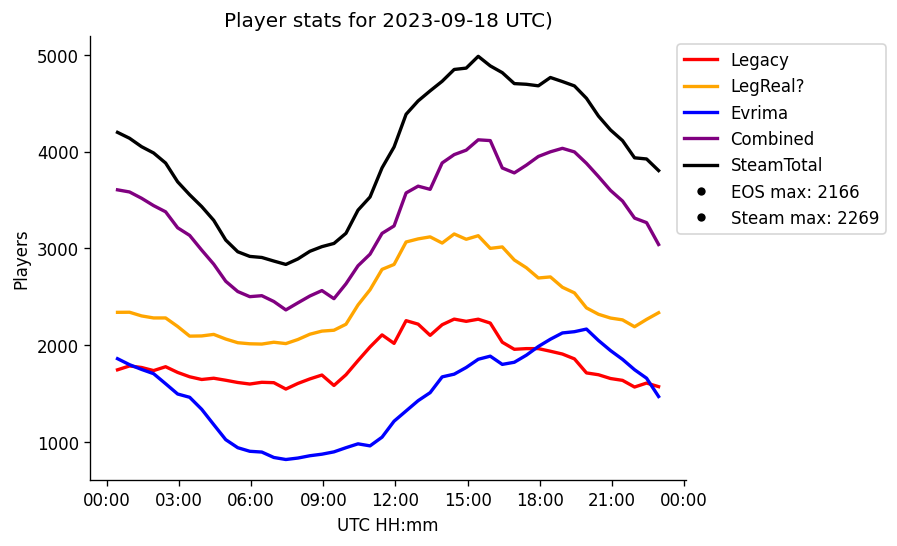 Player stats for 2023-09-18 UTC)
5000
4000
3000
2000
1000
Players
00:00 03:00 06:00 09:00 12:00 15:00 18:00 21:00 00:00
UTC HH:mm
Legacy
LegReal?
Evrima
Combined
SteamTotal
EOS max: 2166
Steam max: 2269